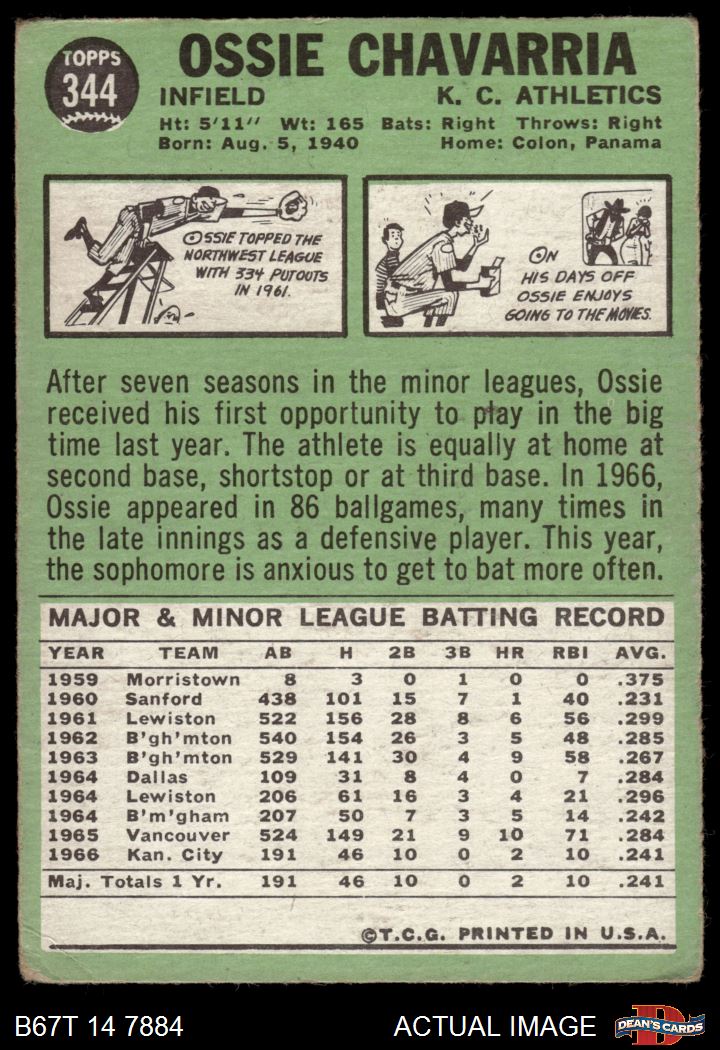 TOPPS
344
OSSIE CHAVARRIA
INFIELD K. C. ATHLETICS
Ht: 5'11" Wt: 165 Bats: Right Throws: Right
Born: Aug. 5, 1940 Home: Colon, Panama
OSSIE TOPPED THE
NORTHWEST LEAGUE
WITH 334 PUTOUTS
IN 1961.
ON
HIS DAYS OFF
OSSIE ENJOYS
GOING TO THE MOVIES.
After seven seasons in the minor leagues, Ossie
received his first opportunity to play in the big
time last year. The athlete is equally at home at
second base, shortstop or at third base. In 1966,
Ossie appeared in 86 ballgames, many times in
the late innings as a defensive player. This year,
the sophomore is anxious to get to bat more often.
MAJOR & MINOR LEAGUE BATTING RECORD
YEAR TEAM AB H 2B 3B HR RBI AVG.
1959 Morristown 8 3 0 1 0 0 .375
1960 Sanford 438 101 15 7 1 40 .231
1961 Lewiston 522 156 28 8 6 56 .299
1962 B'gh'mton 540 154 26 3 5 48 .285
1963 B'gh'mton 529 141 30 4 9 58 .267
1964 Dallas 109 31 8 4 0 7 .284
1964 Lewiston 206 61 16 3 4 21 .296
1964 B'm'gham 207 50 7 3 5 14 .242
1965 Vancouver 524 149 21 9 10 71 .284
1966 Kan. City 191 46 10 0 2 10 .241
Maj. Totals 1 Yr. 191 46 10 0 2 10 .241
©T.C.G. PRINTED IN U.S.A.
B67T 14 7884 ACTUAL IMAGE
DEAN'S CARDS